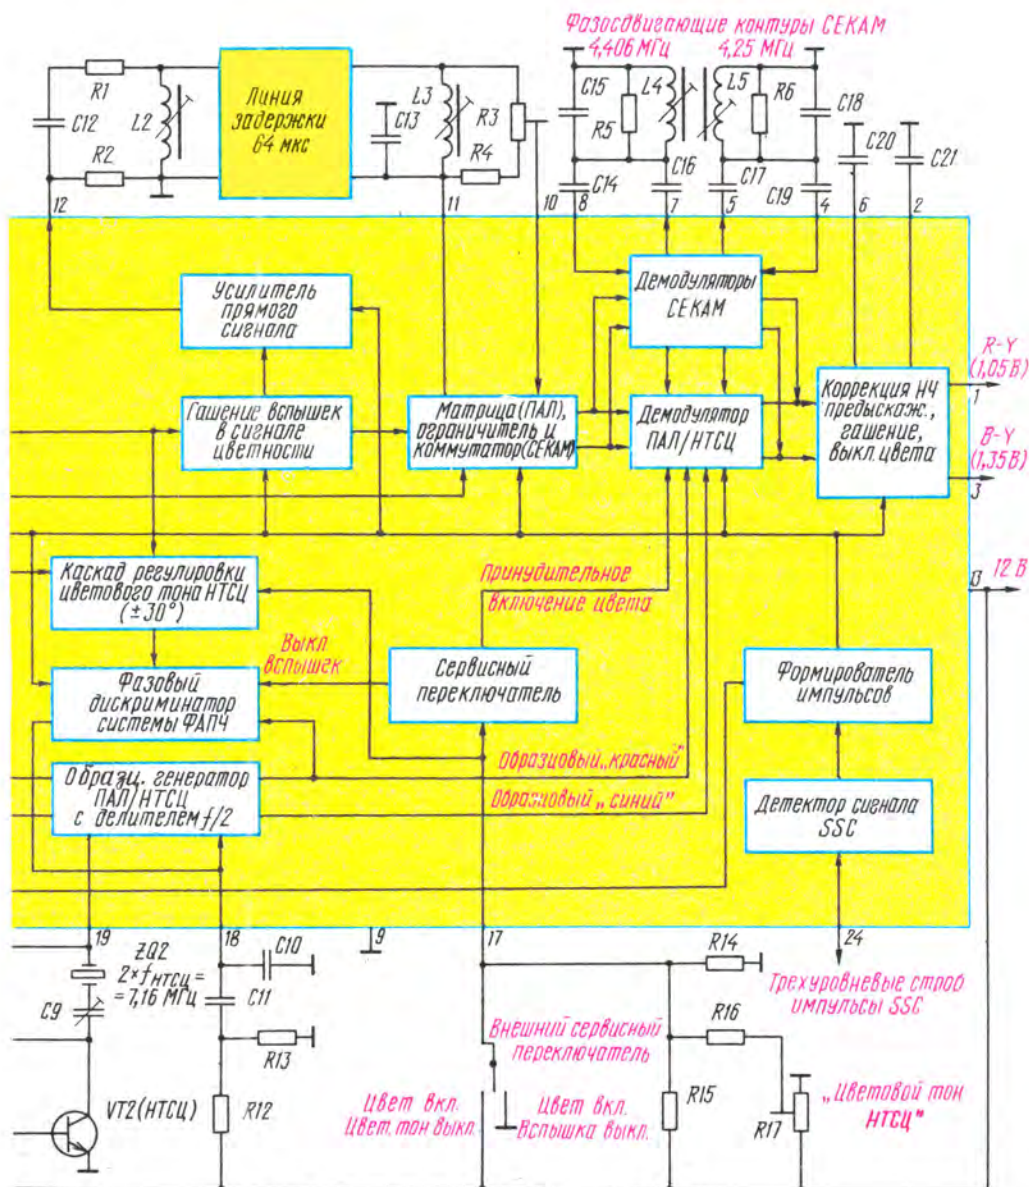 Фазосдвигающие контуры СЕКАМ
4,406 МГц
4,25 МГц
R1
C12
L2
R2
Линия
задержки
64 мкс
C13
L3
R3
R4
C15
R5
L4
L5
R6
C18
C20
C21
C14
C16
C17
C19
12
11
10
8
7
5
4
6
2
Усилитель
прямого
сигнала
Демодуляторы
СЕКАМ
R-Y
(1,05 В)
1
Гашение вспышек
в сигнале
цветности
Матрица (ПАЛ),
ограничитель и
коммутатор(СЕКАМ)
Демодулятор
ПАЛ/НТСЦ
Коррекция НЧ
предыскаж.,
гашение,
выкл. цвета
B-Y
(1,35 В)
3
Каскад регулировки
цветового тона НТСЦ
(±30°)
Принудительное
включение цвета
12 В
Выкл
вспышек
Фазовый
дискриминатор
системы ФАПЧ
Сервисный
переключатель
Формирователь
импульсов
Образц. генератор
ПАЛ/НТСЦ
с делителем f/2
Образцовый „красный"
Образцовый „синий"
Детектор сигнала
SSC
19
18
9
17
24
ZQ2
2×fНТСЦ=
=7,16 МГц
C9
C10
C11
R13
R12
VT2(НТСЦ)
R14
Трехуровневые строб
импульсы SSC
R16
Внешний сервисный
переключатель
R15
R17
„Цветовой тон
НТСЦ"
Цвет вкл.
Цвет. тон выкл.
Цвет вкл.
Вспышка выкл.